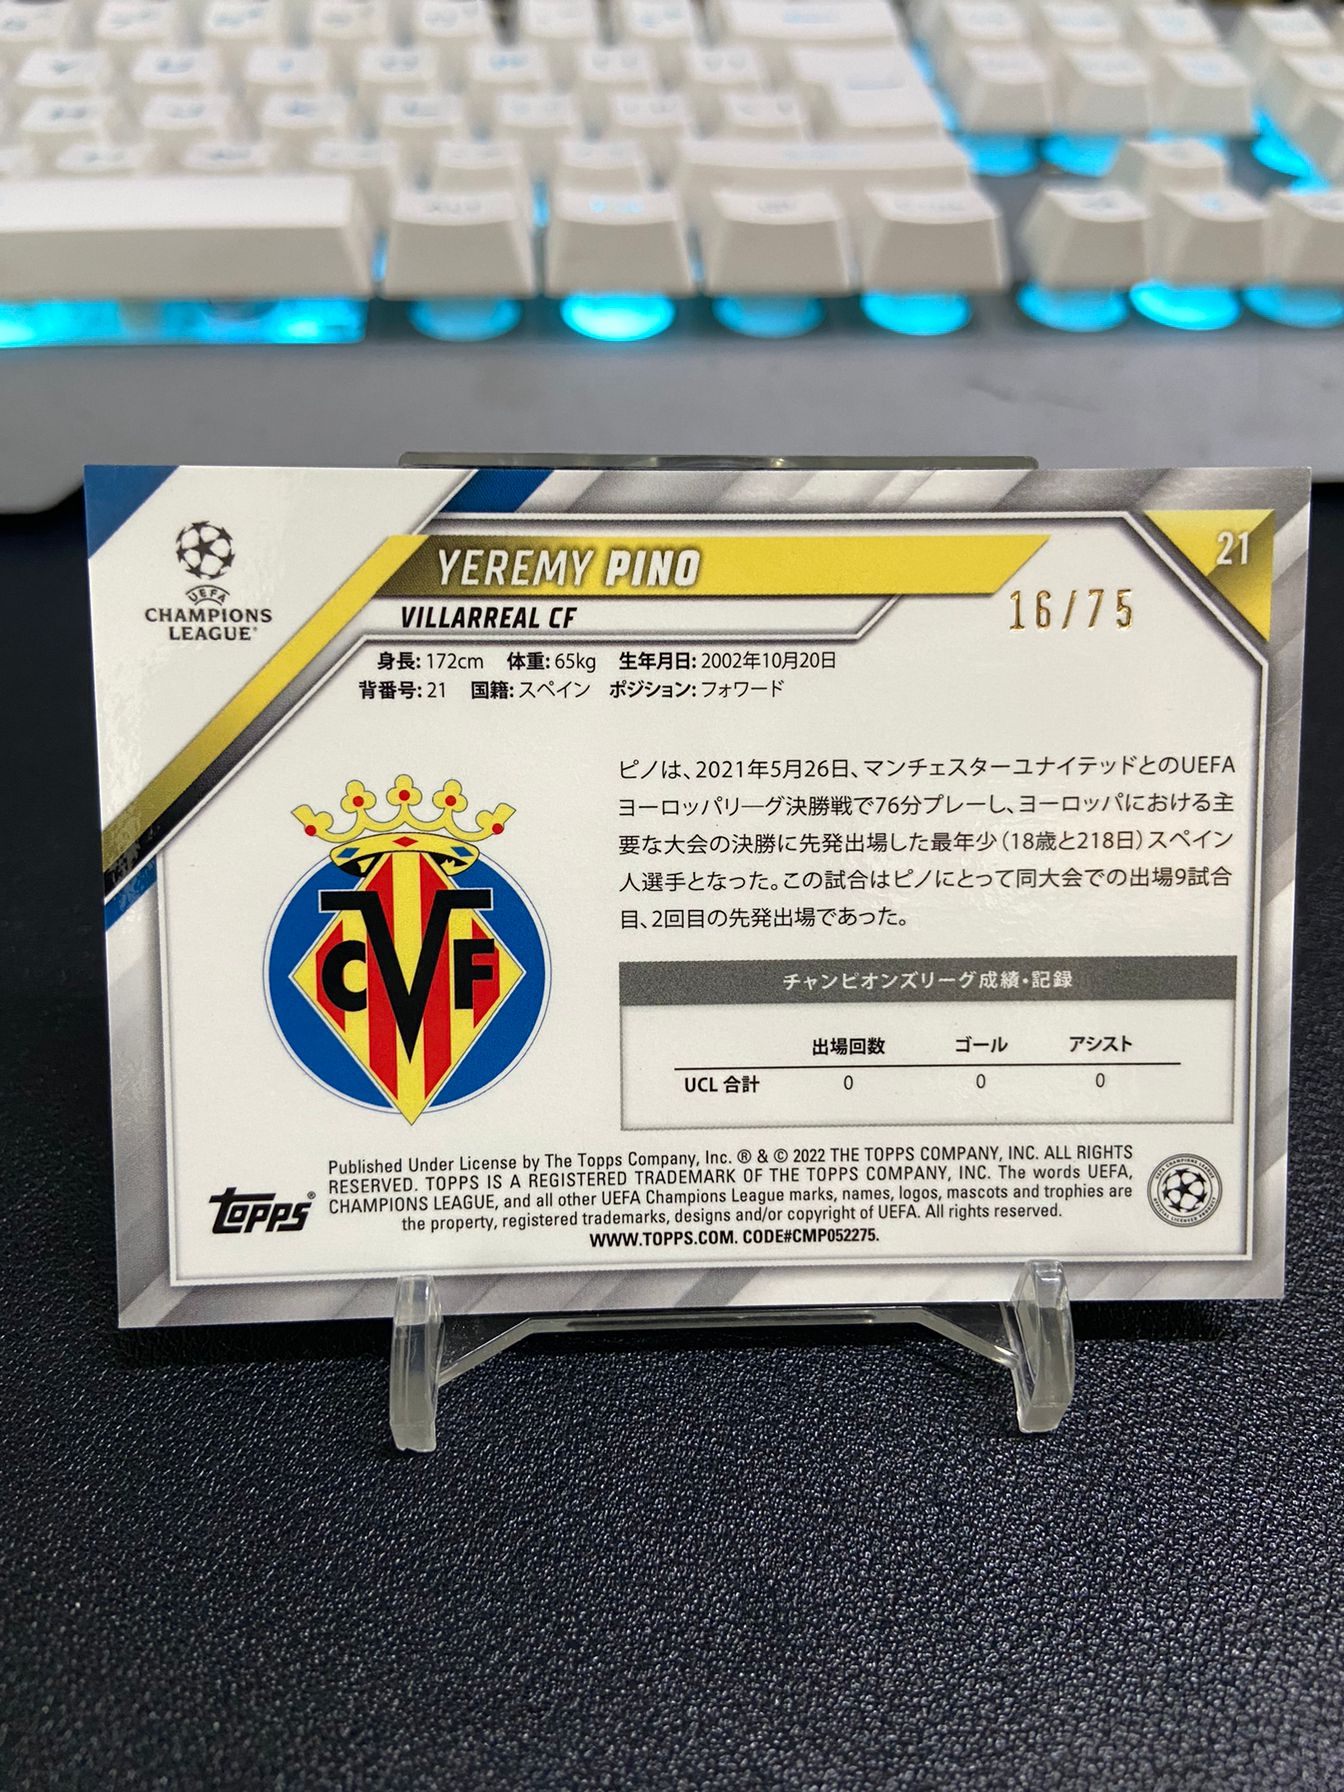 UEFA
CHAMPIONS
LEAGUE
YEREMY PINO
21
VILLARREAL CF
16/75
身長: 172cm 体重: 65kg 生年月日: 2002年10月20日
背番号: 21 国籍: スペイン ポジション: フォワード
ピノは、2021年5月26日、マンチェスターユナイテッドとのUEFA
ヨーロッパリーグ決勝戦で76分プレーし、ヨーロッパにおける主
要な大会の決勝に先発出場した最年少（18歳と218日）スペイン
人選手となった。この試合はピノにとって同大会での出場9試合
目、2回目の先発出場であった。
CVF
チャンピオンズリーグ成績・記録
出場回数 ゴール アシスト
UCL 合計 0 0 0
Published Under License by The Topps Company, Inc. ® & © 2022 THE TOPPS COMPANY, INC. ALL RIGHTS
RESERVED. TOPPS IS A REGISTERED TRADEMARK OF THE TOPPS COMPANY, INC. The words UEFA,
CHAMPIONS LEAGUE, and all other UEFA Champions League marks, names, logos, mascots and trophies are
the property, registered trademarks, designs and/or copyright of UEFA. All rights reserved.
WWW.TOPPS.COM. CODE#CMP052275.
topps®